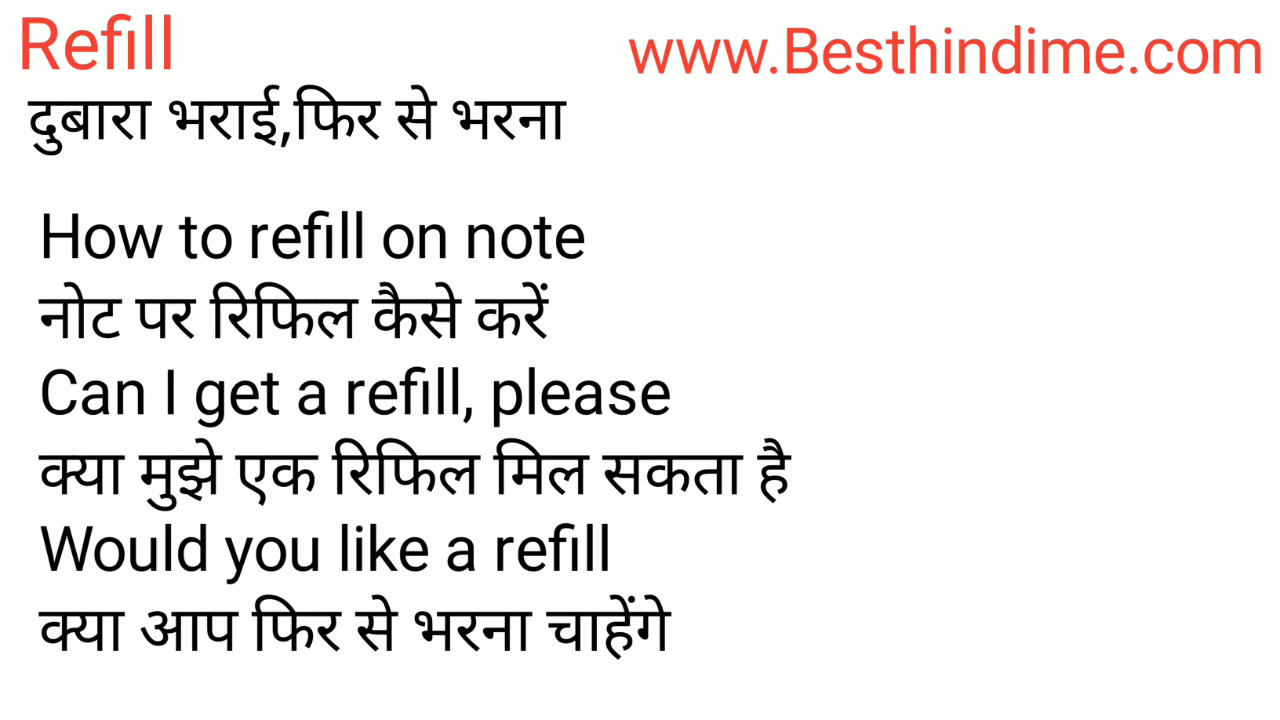 Refill
www.Besthindime.com
दुबारा भराई,फिर से भरना
How to refill on note
नोट पर रिफिल कैसे करें
Can I get a refill, please
क्या मुझे एक रिफिल मिल सकता है
Would you like a refill
क्या आप फिर से भरना चाहेंगे